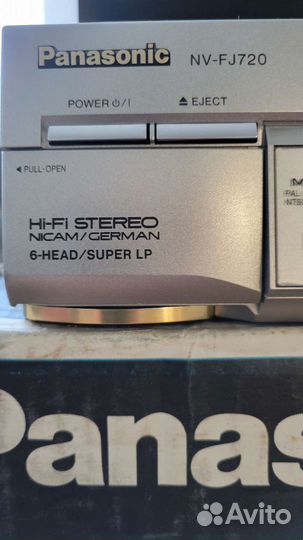 Panasonic NV-FJ720
POWER ⏻/I ⏏ EJECT
◂ PULL-OPEN
Hi-Fi STEREO
NICAM/GERMAN
6-HEAD/SUPER LP
M
PAL
NTS
Panas
Avito